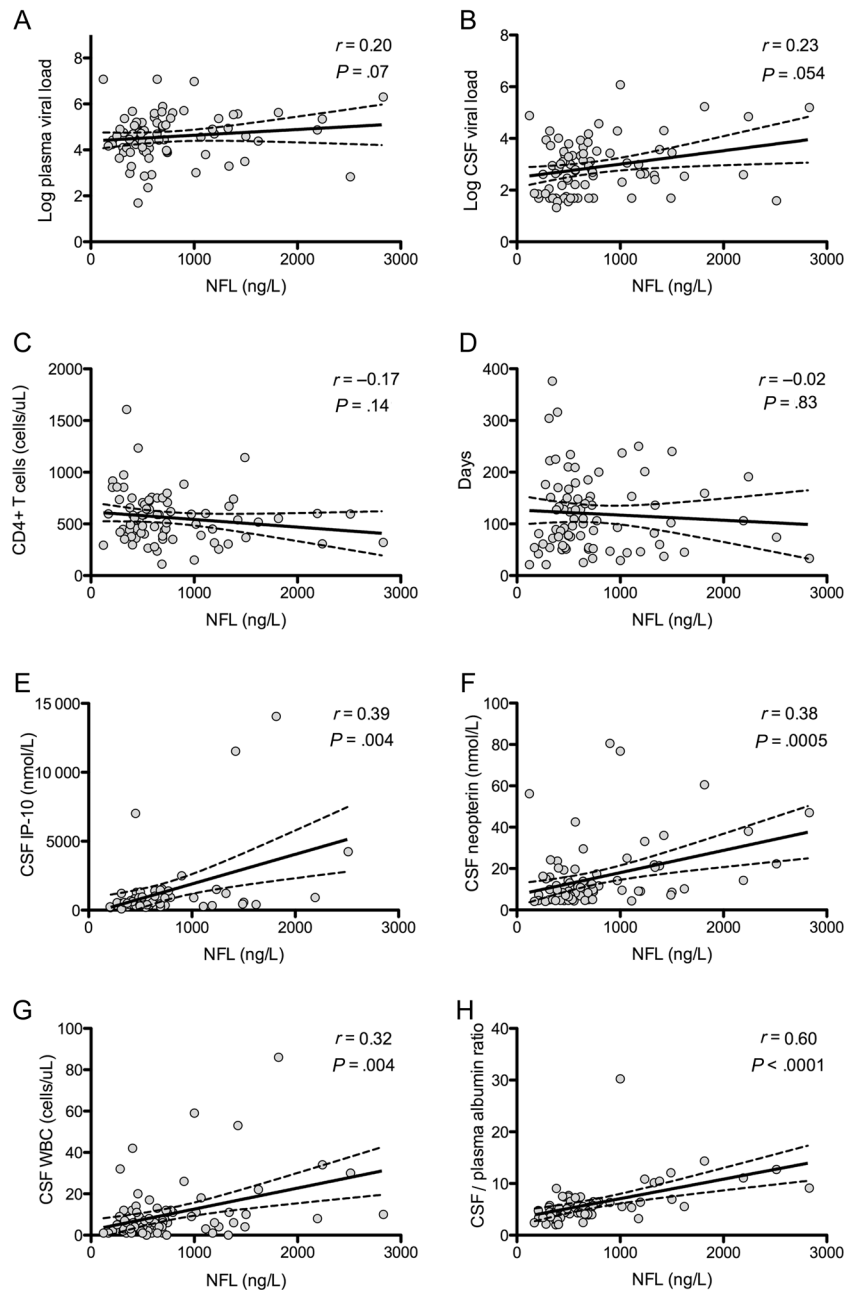 A
r = 0.20
P = .07
Log plasma viral load
8
6
4
2
0
0 1000 2000 3000
NFL (ng/L)
B
r = 0.23
P = .054
Log CSF viral load
8
6
4
2
0
0 1000 2000 3000
NFL (ng/L)
C
r = –0.17
P = .14
CD4+ T cells (cells/uL)
2000
1500
1000
500
0
0 1000 2000 3000
NFL (ng/L)
D
r = –0.02
P = .83
Days
400
300
200
100
0
0 1000 2000 3000
NFL (ng/L)
E
r = 0.39
P = .004
CSF IP-10 (nmol/L)
15 000
10 000
5000
0
0 1000 2000 3000
NFL (ng/L)
F
r = 0.38
P = .0005
CSF neopterin (nmol/L)
100
80
60
40
20
0
0 1000 2000 3000
NFL (ng/L)
G
r = 0.32
P = .004
CSF WBC (cells/uL)
100
80
60
40
20
0
0 1000 2000 3000
NFL (ng/L)
H
r = 0.60
P < .0001
CSF / plasma albumin ratio
40
30
20
10
0
0 1000 2000 3000
NFL (ng/L)